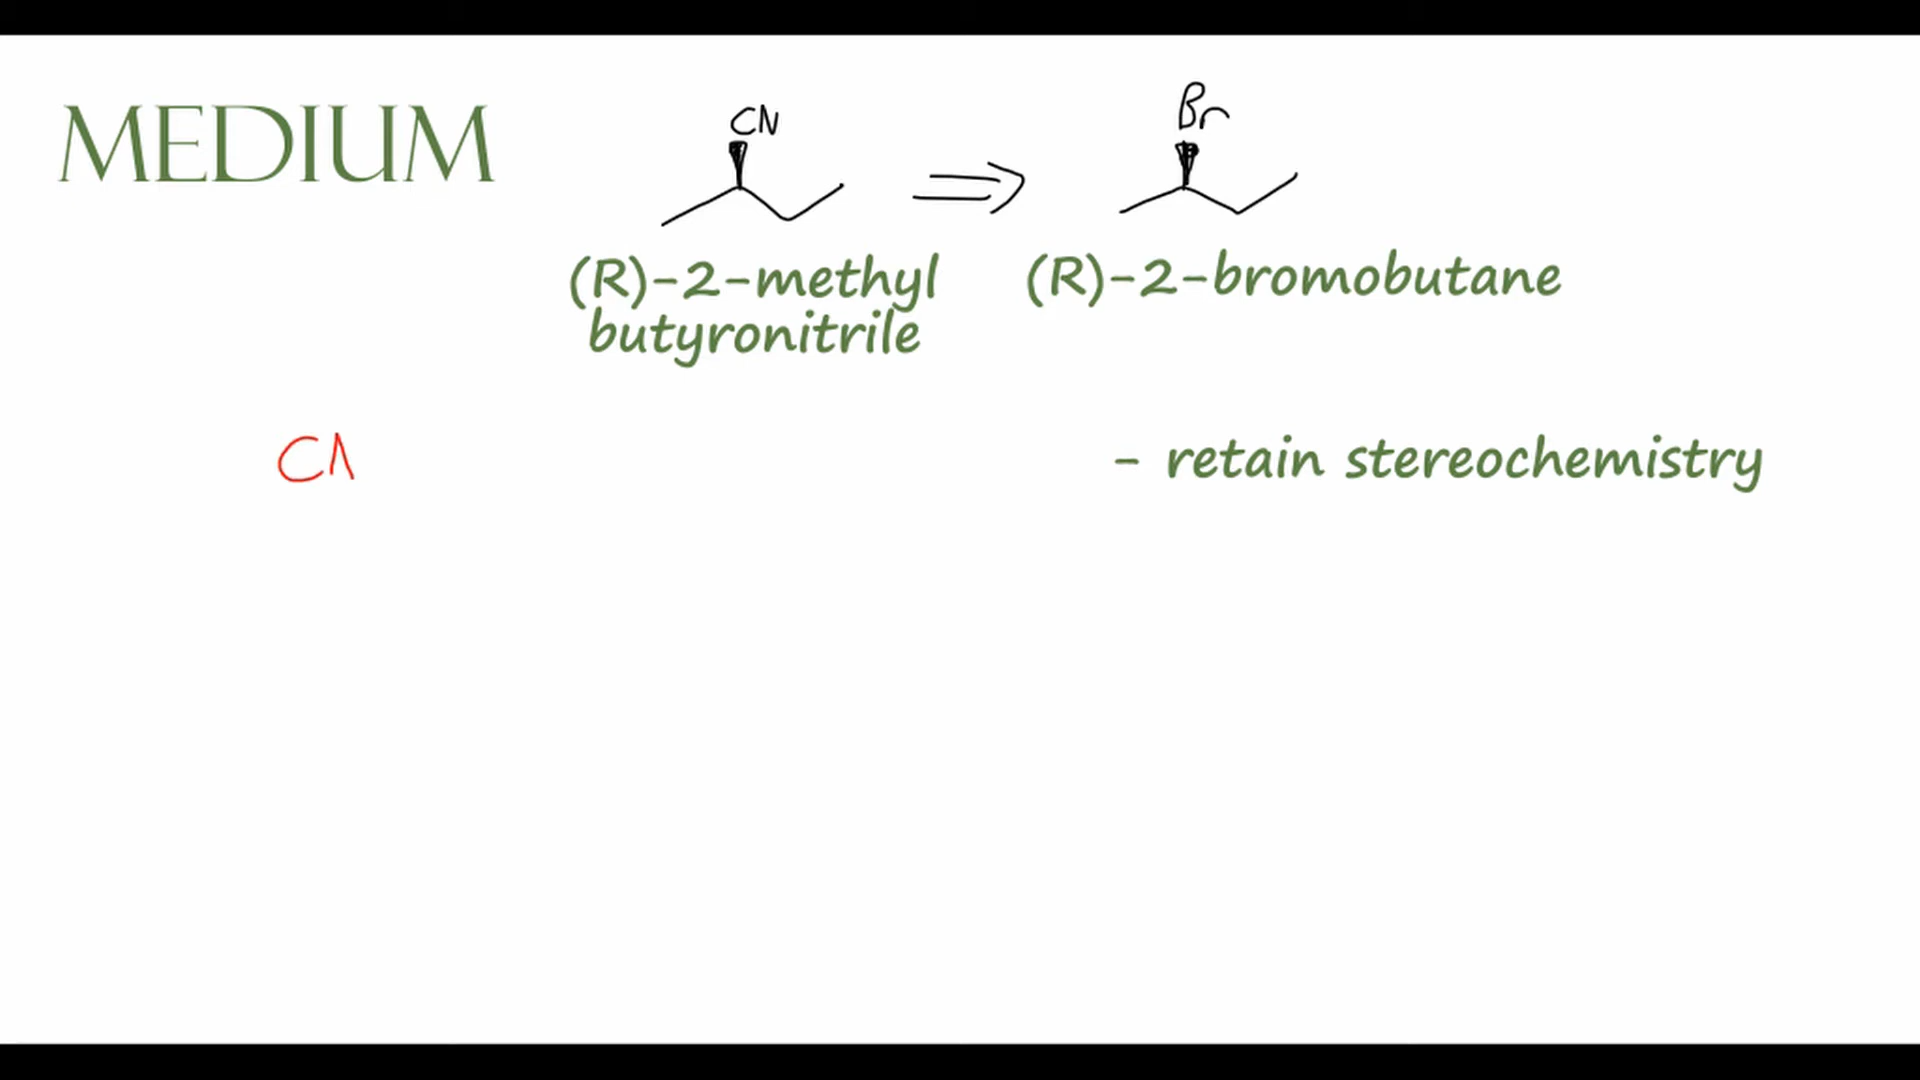 MEDIUM
CN
Br
(R)-2-methyl
butyronitrile
(R)-2-bromobutane
- retain stereochemistry